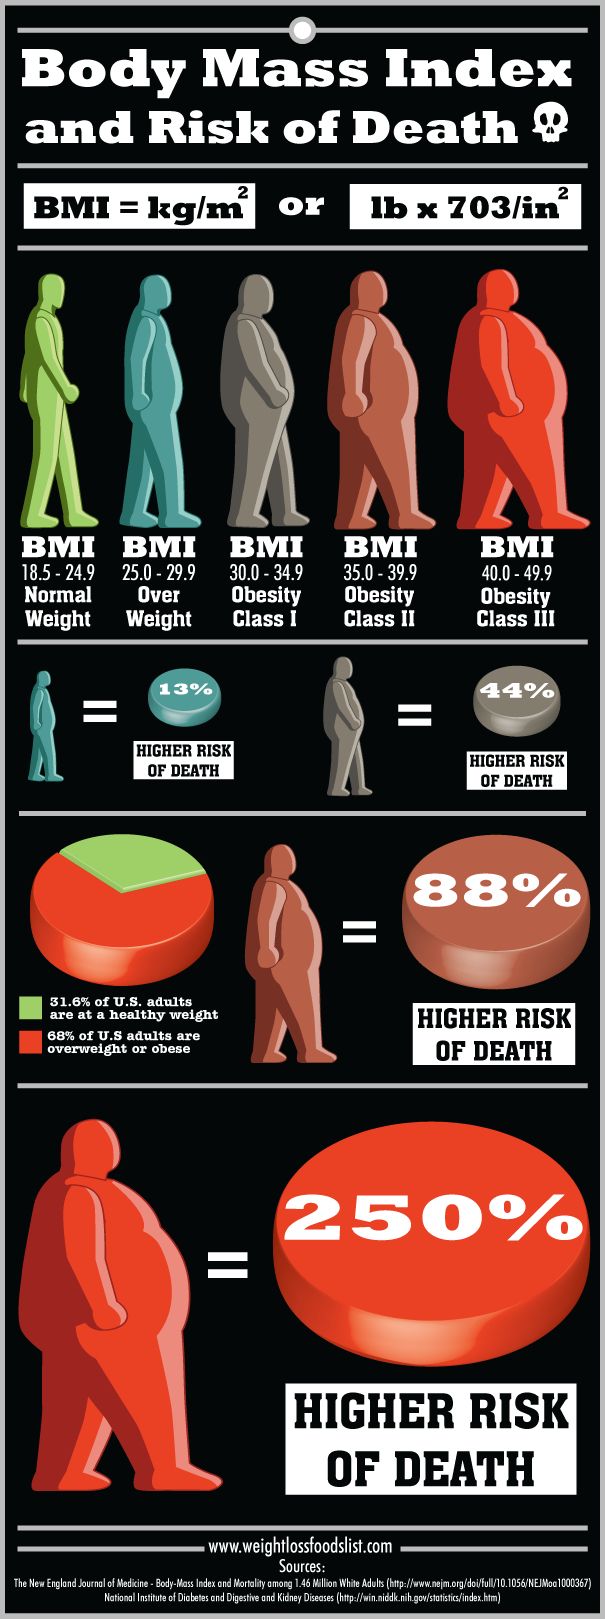 Body Mass Index
and Risk of Death
BMI = kg/m² or lb x 703/in²
BMI
18.5 - 24.9
Normal
Weight
BMI
25.0 - 29.9
Over
Weight
BMI
30.0 - 34.9
Obesity
Class I
BMI
35.0 - 39.9
Obesity
Class II
BMI
40.0 - 49.9
Obesity
Class III
= 13%
HIGHER RISK
OF DEATH
= 44%
HIGHER RISK
OF DEATH
31.6% of U.S. adults
are at a healthy weight
68% of U.S adults are
overweight or obese
= 88%
HIGHER RISK
OF DEATH
= 250%
HIGHER RISK
OF DEATH
www.weightlossfoodslist.com
Sources:
The New England Journal of Medicine - Body-Mass Index and Mortality among 1.46 Million White Adults (http://www.nejm.org/doi/full/10.1056/NEJMoa1000367)
National Institute of Diabetes and Digestive and Kidney Diseases (http://win.niddk.nih.gov/statistics/index.htm)